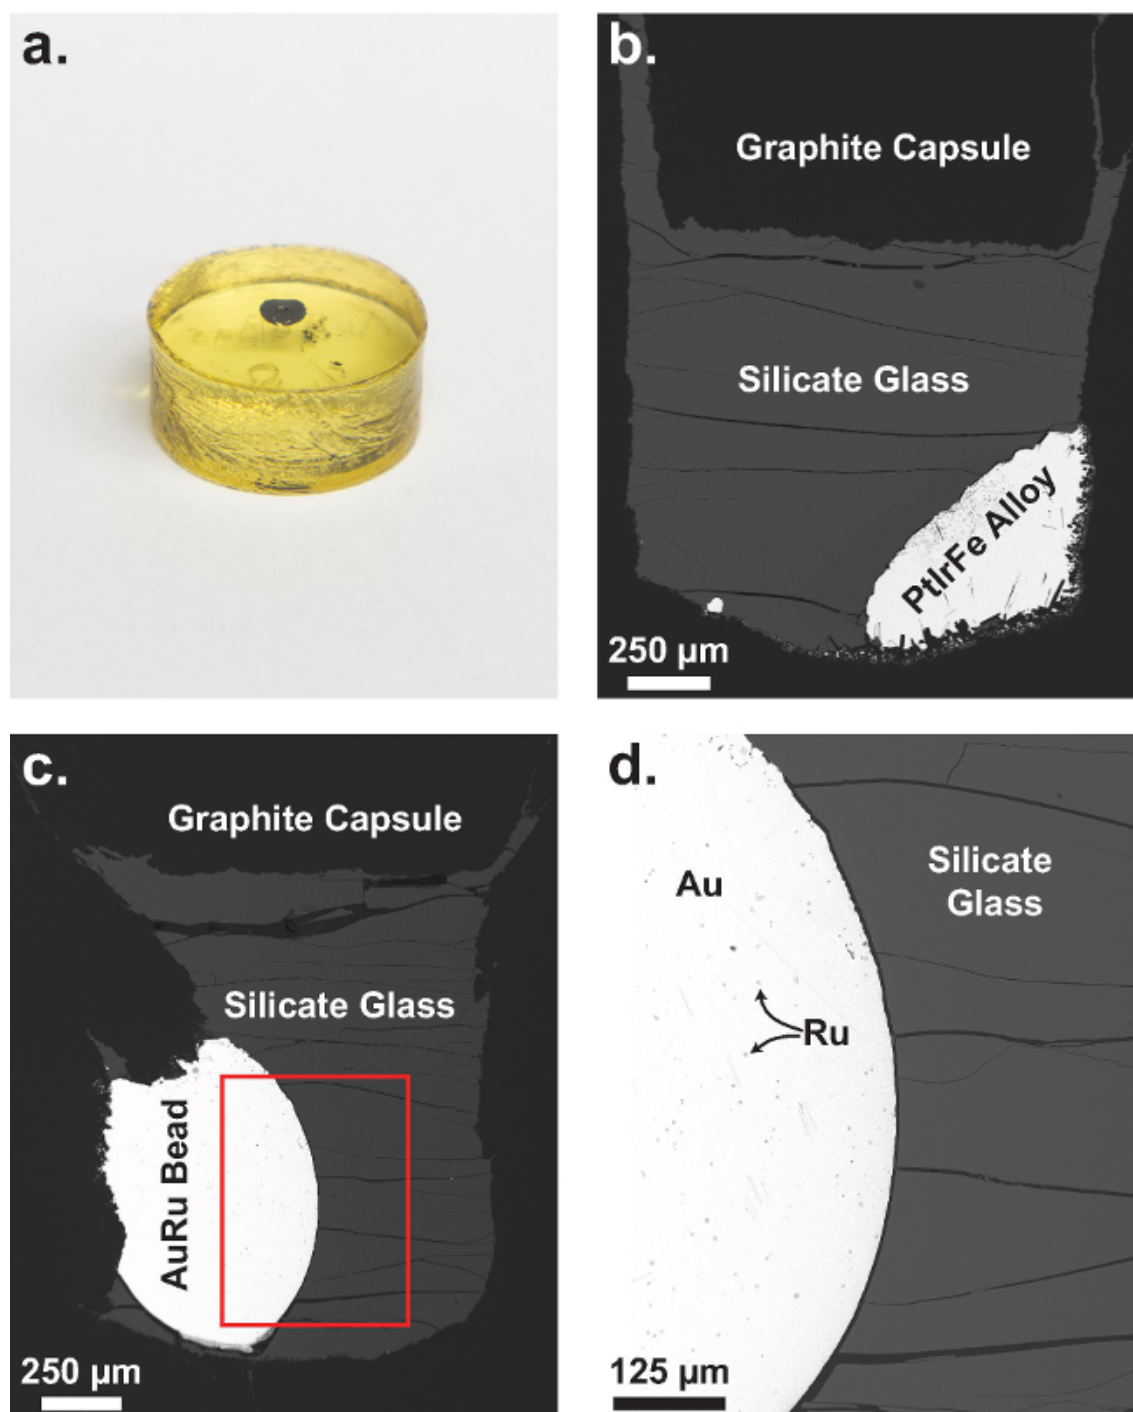 a.
b.
Graphite Capsule
Silicate Glass
PtIrFe Alloy
250 µm
c.
Graphite Capsule
Silicate Glass
AuRu Bead
250 µm
d.
Au
Silicate
Glass
Ru
125 µm